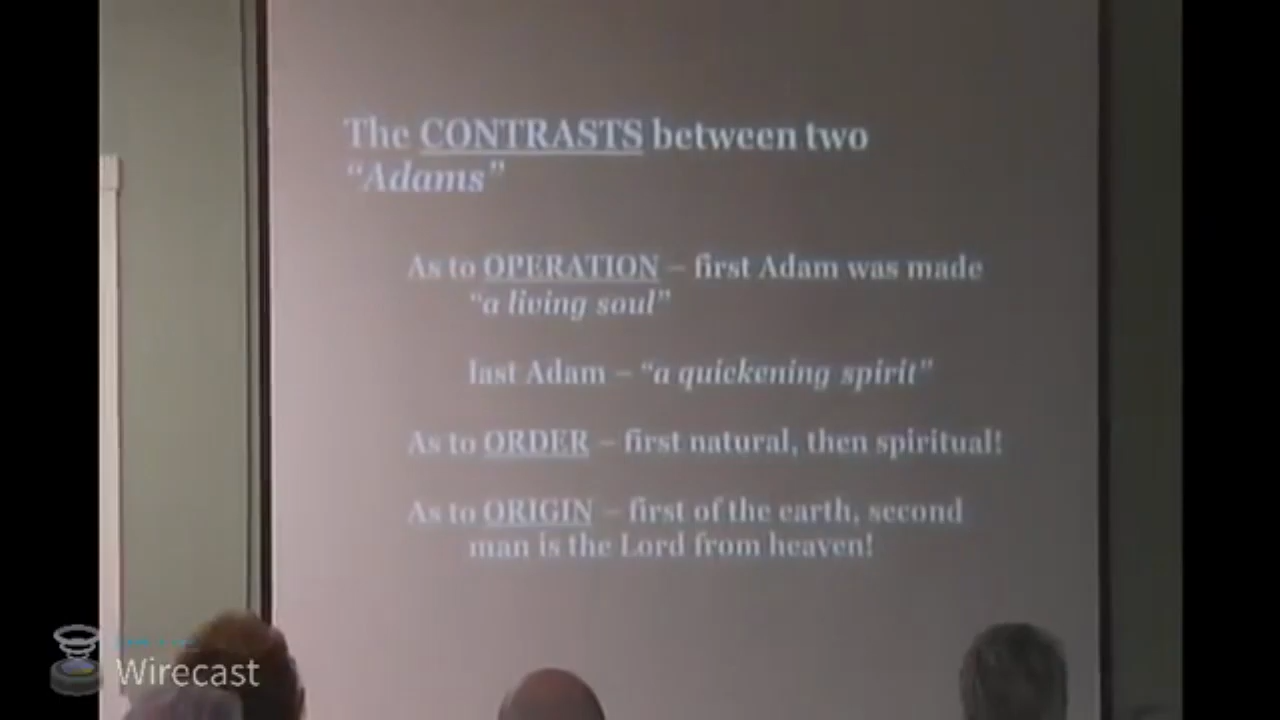 The CONTRASTS between two
“Adams”
As to OPERATION – first Adam was made
“a living soul”
last Adam – “a quickening spirit”
As to ORDER – first natural, then spiritual!
As to ORIGIN – first of the earth, second
man is the Lord from heaven!
Wirecast